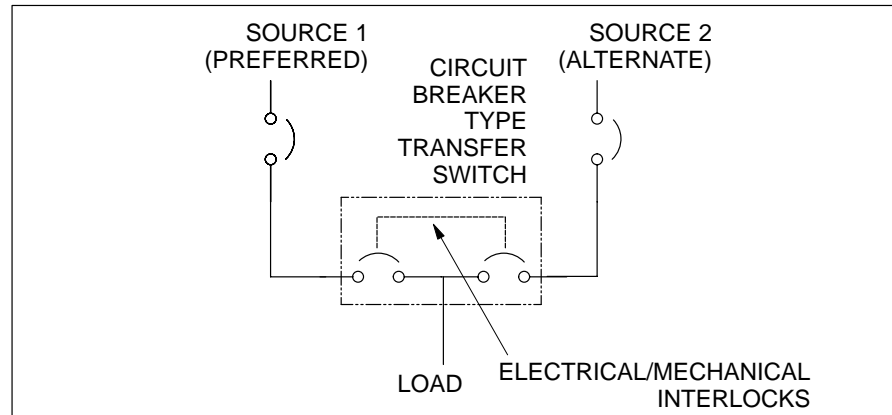 SOURCE 1
(PREFERRED)
SOURCE 2
(ALTERNATE)
CIRCUIT
BREAKER
TYPE
TRANSFER
SWITCH
LOAD
ELECTRICAL/MECHANICAL
INTERLOCKS